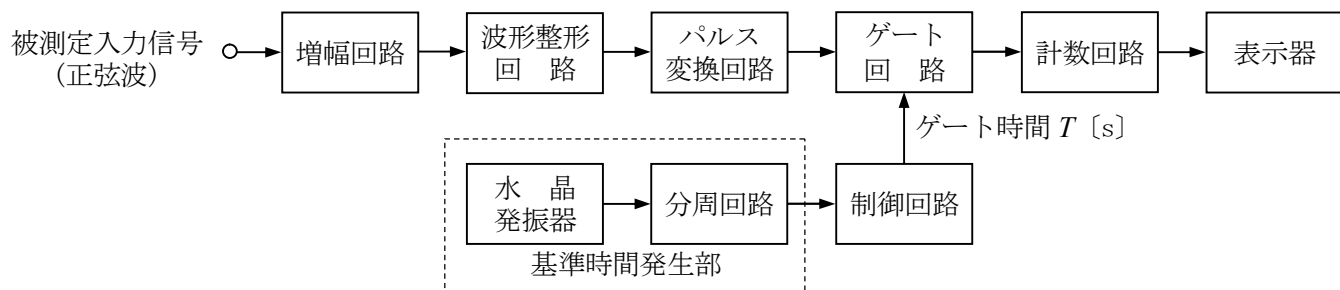 被測定入力信号
(正弦波)
増幅回路
波形整形
回　路
パルス
変換回路
ゲート
回　路
計数回路
表示器
ゲート時間 T〔s〕
水　晶
発振器
分周回路
制御回路
基準時間発生部